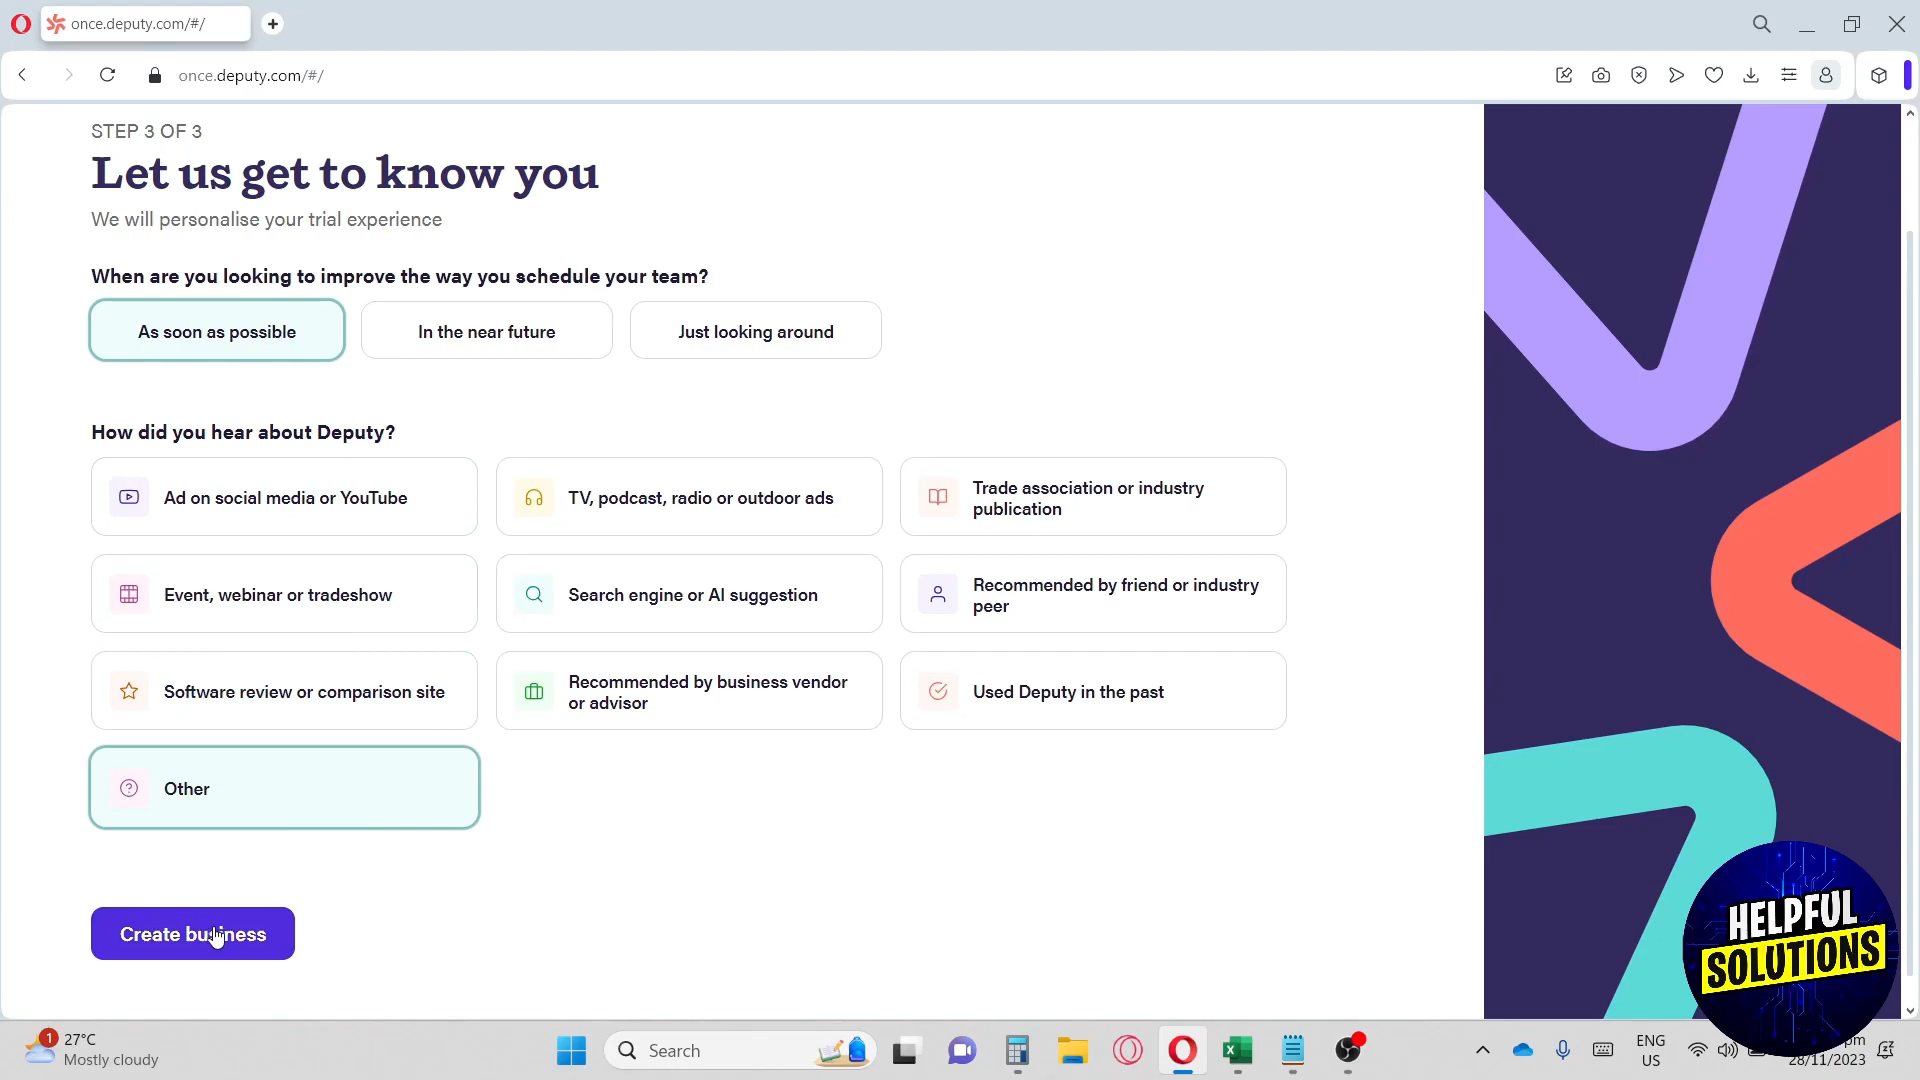 once.deputy.com/#/
once.deputy.com/#/
STEP 3 OF 3
Let us get to know you
We will personalise your trial experience
When are you looking to improve the way you schedule your team?
As soon as possible
In the near future
Just looking around
How did you hear about Deputy?
Ad on social media or YouTube
TV, podcast, radio or outdoor ads
Trade association or industry
publication
Event, webinar or tradeshow
Search engine or AI suggestion
Recommended by friend or industry
peer
Software review or comparison site
Recommended by business vendor
or advisor
Used Deputy in the past
Other
Create business
HELPFUL
SOLUTIONS
1
27°C
Mostly cloudy
Search
ENG
US
pm
28/11/2023